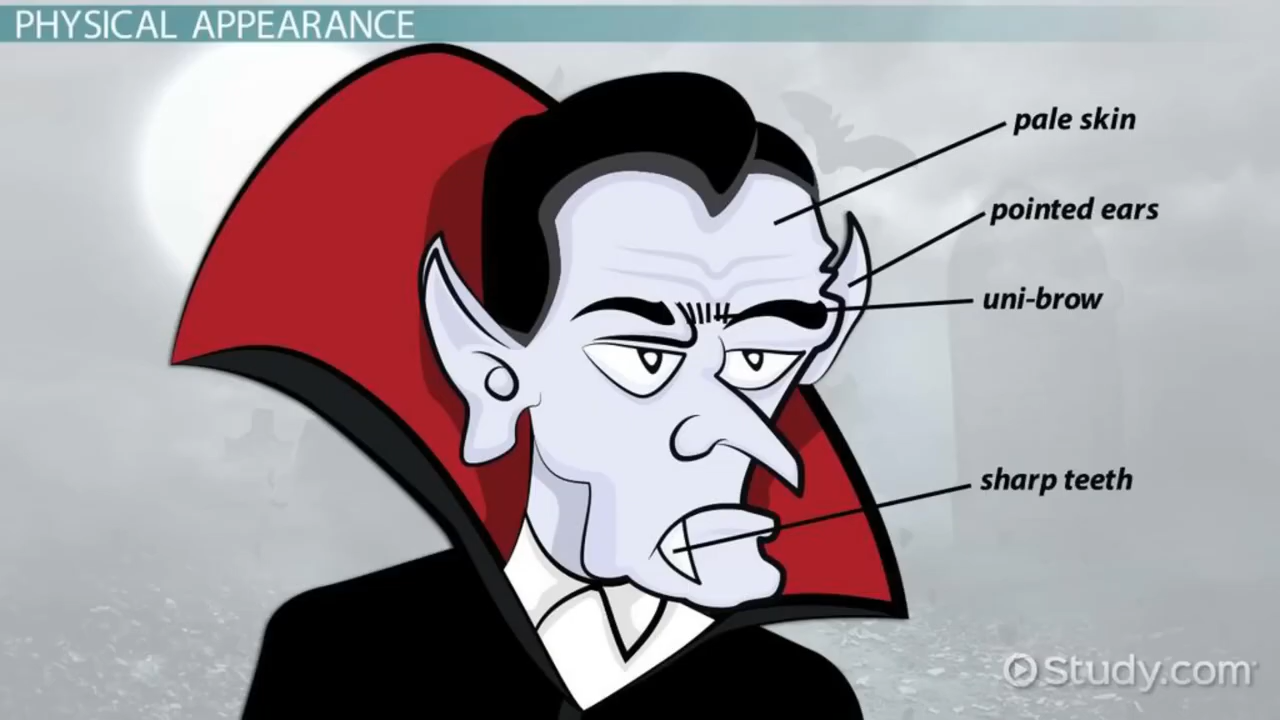 PHYSICAL APPEARANCE
pale skin
pointed ears
uni-brow
sharp teeth
Study.com